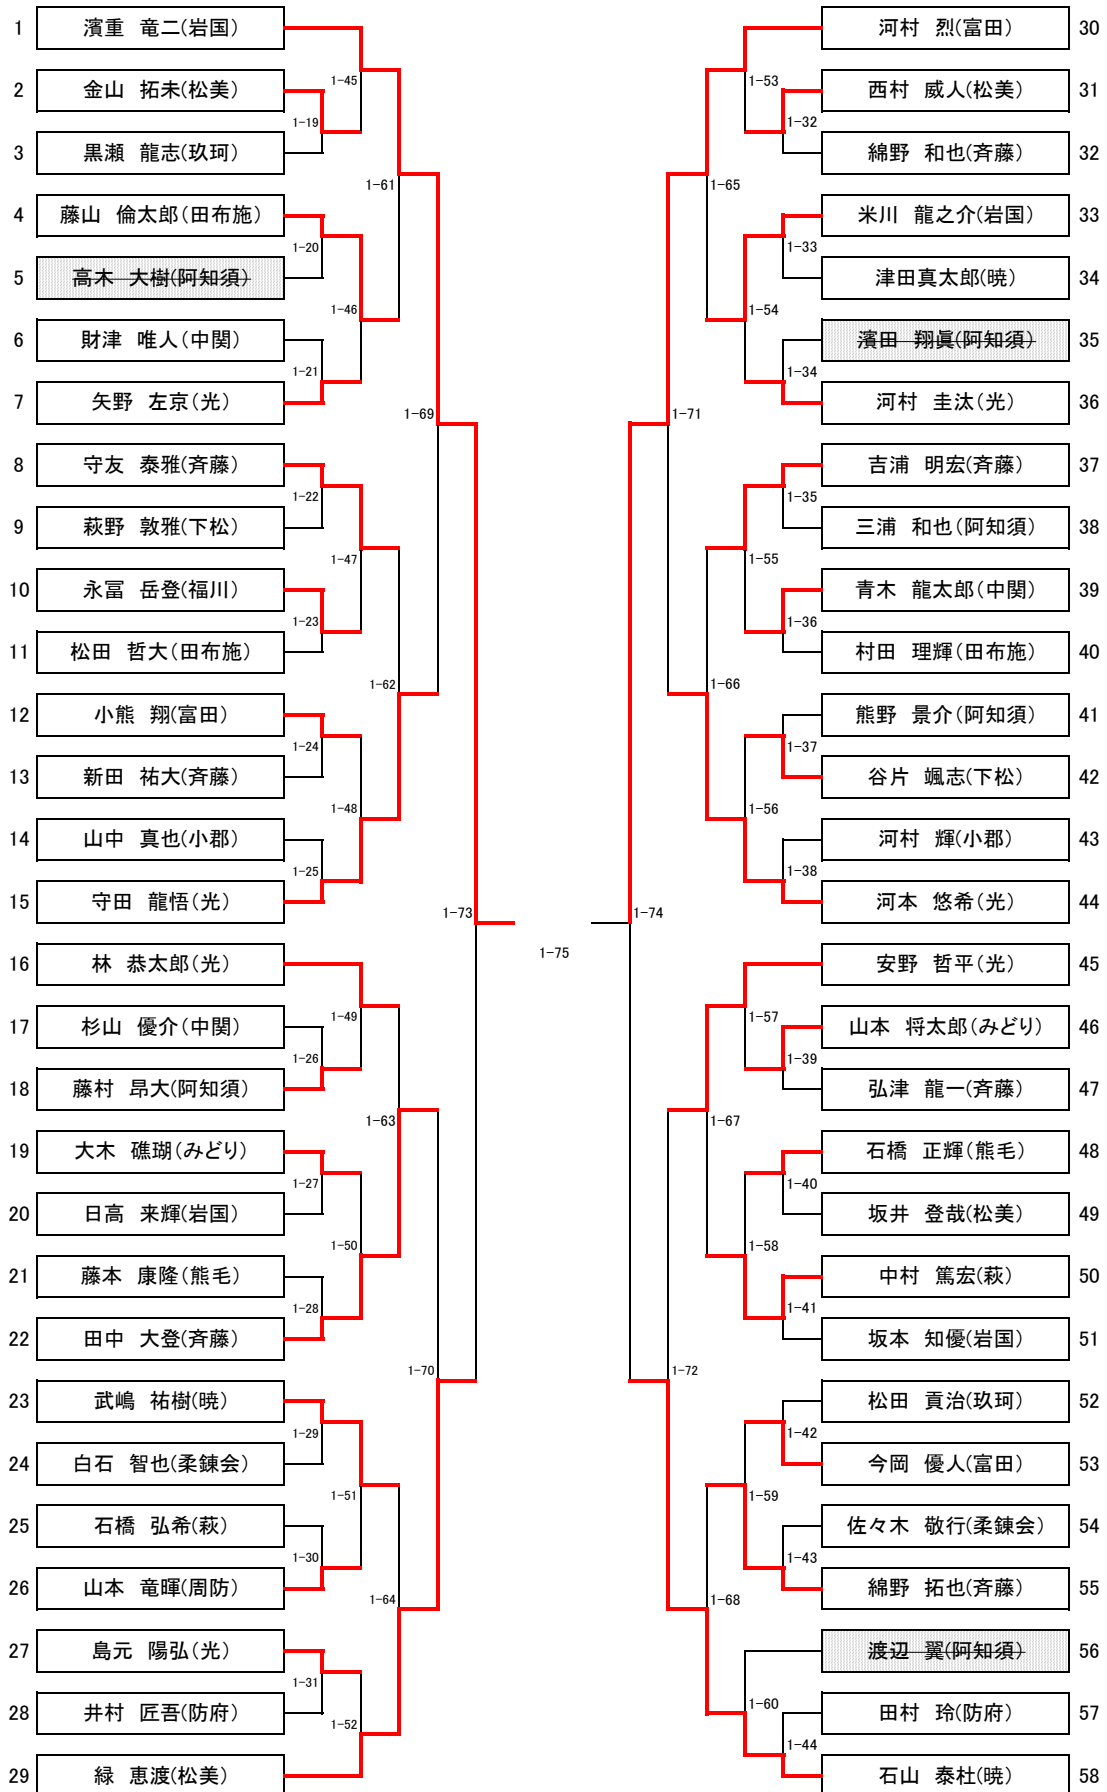 1 濱重 竜二(岩国)
2 金山 拓未(松美)
3 黒瀬 龍志(玖珂)
4 藤山 倫太郎(田布施)
5 高木 大樹(阿知須)
6 財津 唯人(中関)
7 矢野 左京(光)
8 守友 泰雅(斉藤)
9 萩野 敦雅(下松)
10 永冨 岳登(福川)
11 松田 哲大(田布施)
12 小熊 翔(富田)
13 新田 祐大(斉藤)
14 山中 真也(小郡)
15 守田 龍悟(光)
16 林 恭太郎(光)
17 杉山 優介(中関)
18 藤村 昂大(阿知須)
19 大木 礁瑚(みどり)
20 日高 来輝(岩国)
21 藤本 康隆(熊毛)
22 田中 大登(斉藤)
23 武嶋 祐樹(暁)
24 白石 智也(柔錬会)
25 石橋 弘希(萩)
26 山本 竜暉(周防)
27 島元 陽弘(光)
28 井村 匠吾(防府)
29 緑 恵渡(松美)
1-19
1-20
1-21
1-22
1-23
1-24
1-25
1-26
1-27
1-28
1-29
1-30
1-31
1-45
1-46
1-47
1-48
1-49
1-50
1-51
1-52
1-61
1-62
1-63
1-64
1-69
1-70
1-73
1-75
1-74
1-71
1-72
1-65
1-66
1-67
1-68
1-53
1-54
1-55
1-56
1-57
1-58
1-59
1-60
1-32
1-33
1-34
1-35
1-36
1-37
1-38
1-39
1-40
1-41
1-42
1-43
1-44
河村 烈(富田) 30
西村 威人(松美) 31
綿野 和也(斉藤) 32
米川 龍之介(岩国) 33
津田真太郎(暁) 34
濱田 翔眞(阿知須) 35
河村 圭汰(光) 36
吉浦 明宏(斉藤) 37
三浦 和也(阿知須) 38
青木 龍太郎(中関) 39
村田 理輝(田布施) 40
熊野 景介(阿知須) 41
谷片 颯志(下松) 42
河村 輝(小郡) 43
河本 悠希(光) 44
安野 哲平(光) 45
山本 将太郎(みどり) 46
弘津 龍一(斉藤) 47
石橋 正輝(熊毛) 48
坂井 登哉(松美) 49
中村 篤宏(萩) 50
坂本 知優(岩国) 51
松田 貢治(玖珂) 52
今岡 優人(富田) 53
佐々木 敬行(柔錬会) 54
綿野 拓也(斉藤) 55
渡辺 翼(阿知須) 56
田村 玲(防府) 57
石山 泰杜(暁) 58